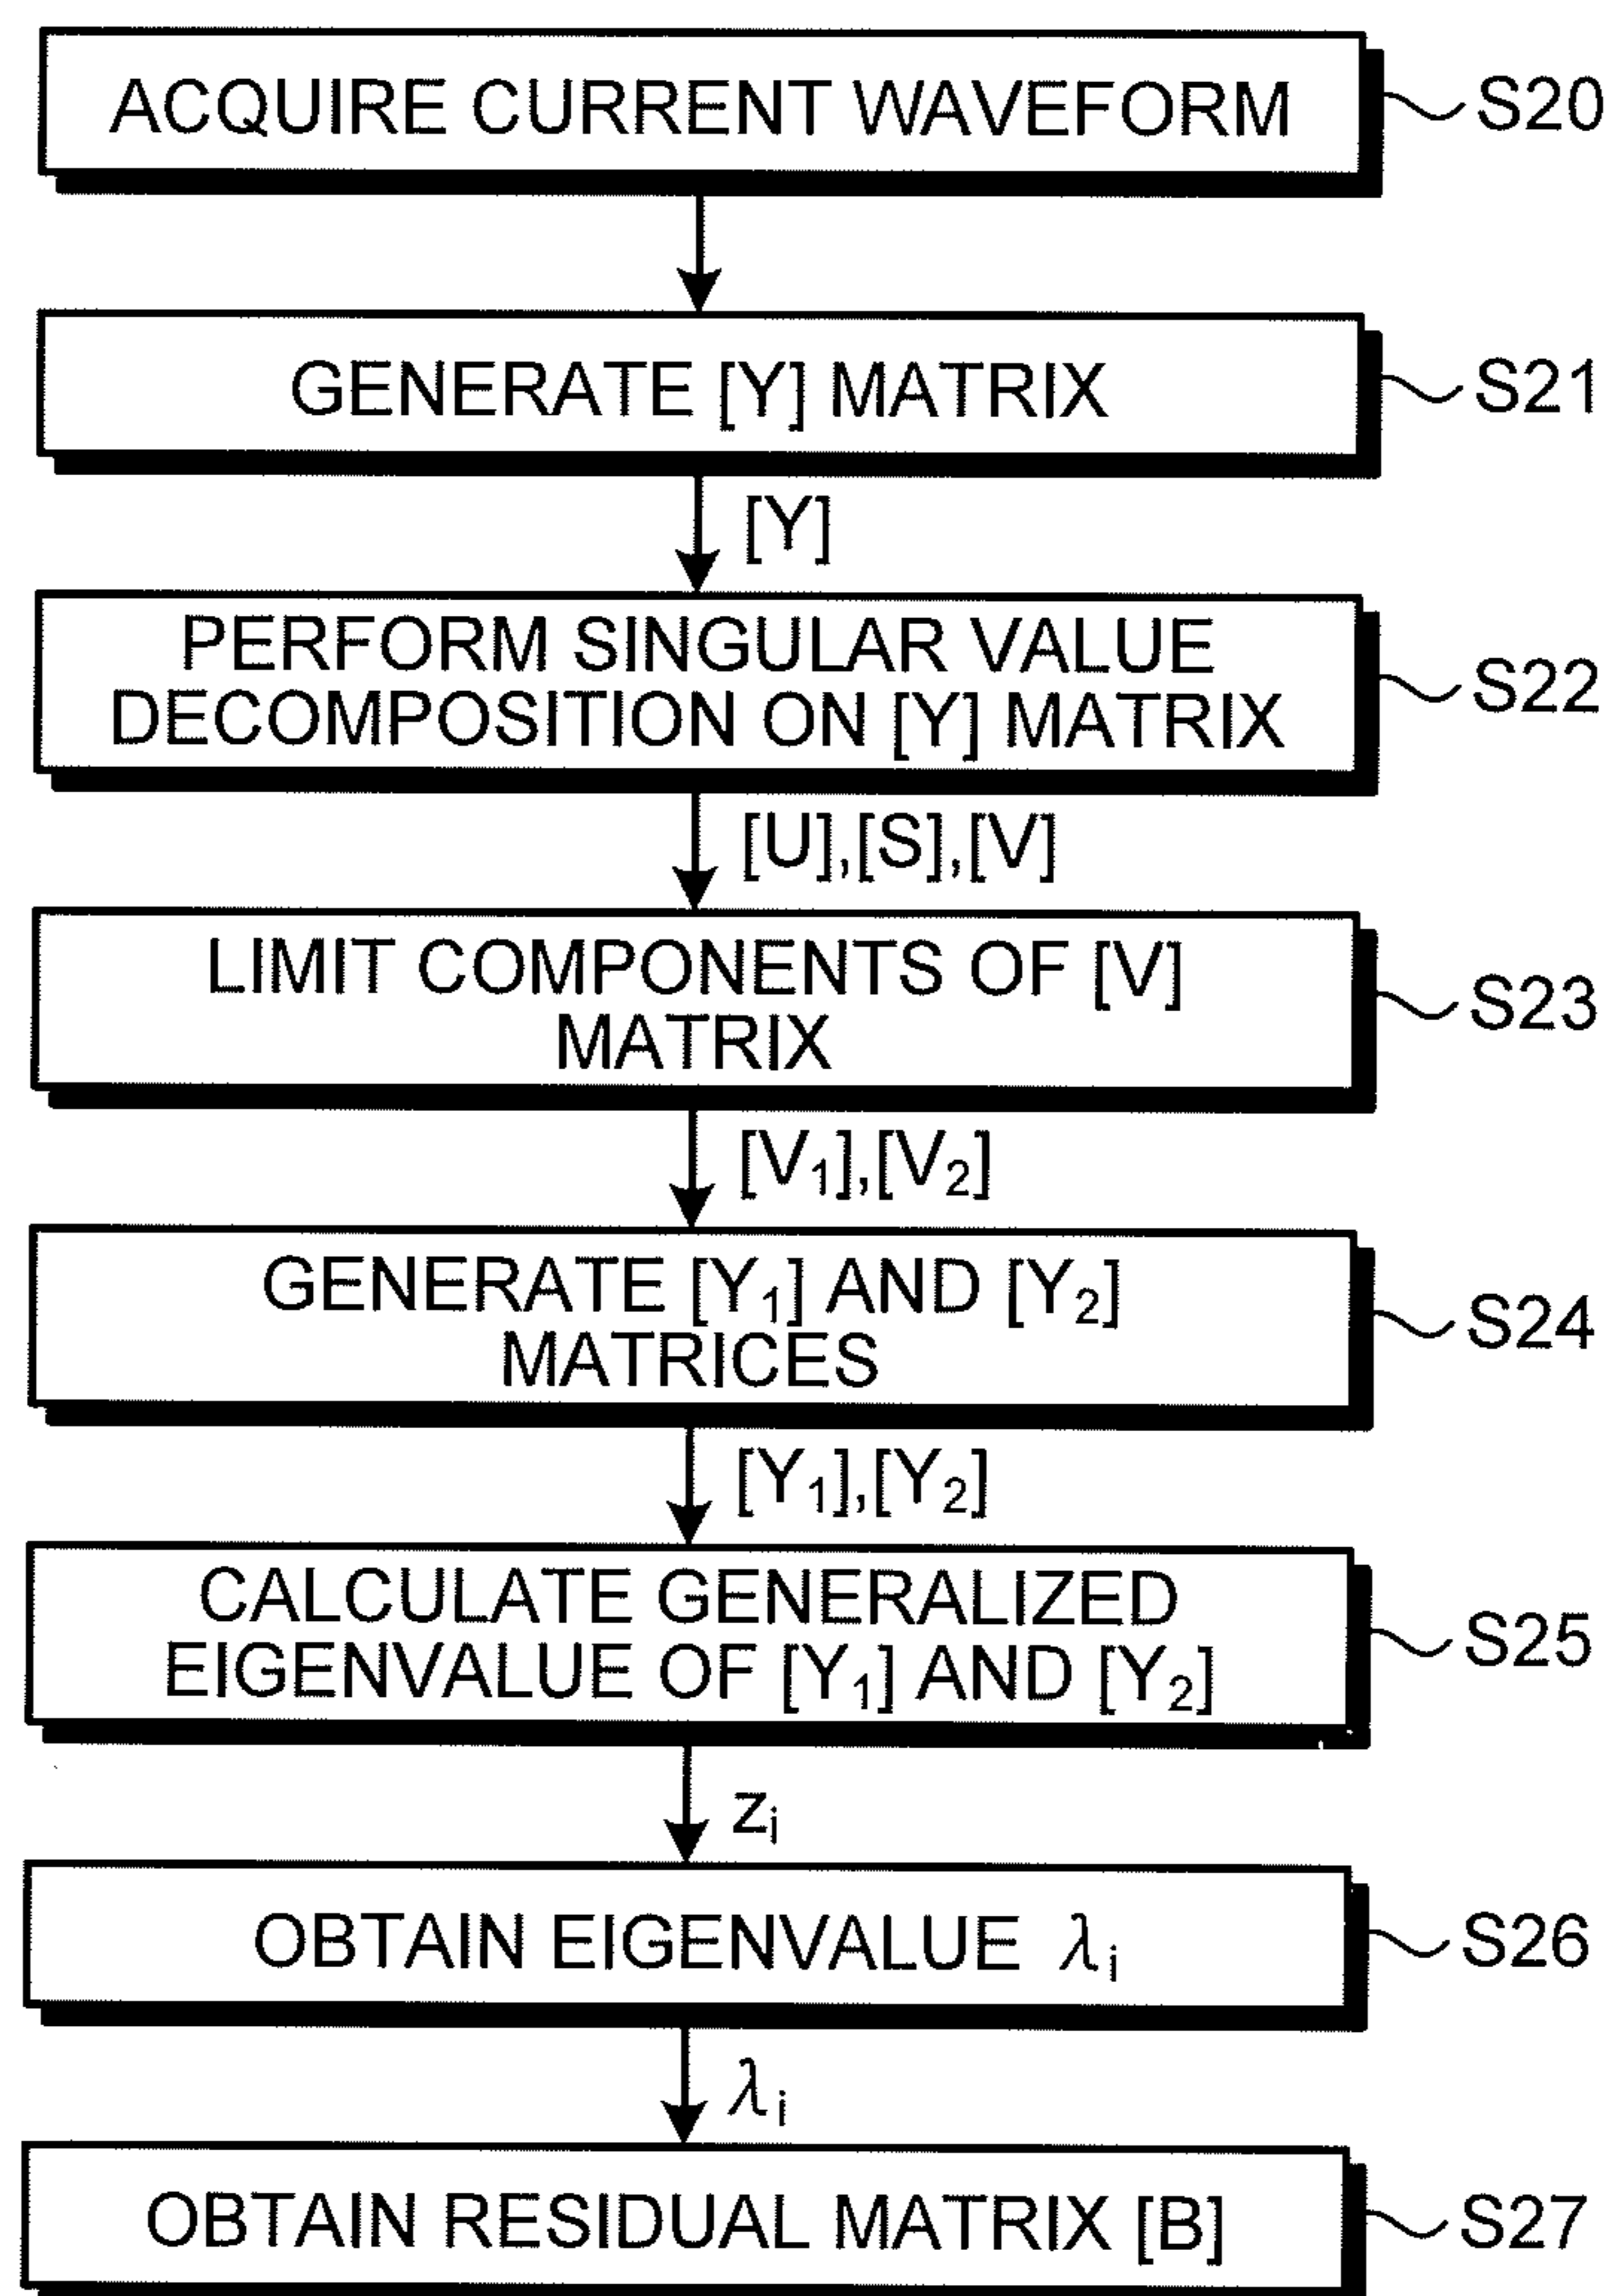 ACQUIRE CURRENT WAVEFORM
S20
GENERATE [Y] MATRIX
S21
[Y]
PERFORM SINGULAR VALUE
DECOMPOSITION ON [Y] MATRIX
S22
[U],[S],[V]
LIMIT COMPONENTS OF [V]
MATRIX
S23
[V₁],[V₂]
GENERATE [Y₁] AND [Y₂]
MATRICES
S24
[Y₁],[Y₂]
CALCULATE GENERALIZED
EIGENVALUE OF [Y₁] AND [Y₂]
S25
zᵢ
OBTAIN EIGENVALUE λᵢ
S26
λᵢ
OBTAIN RESIDUAL MATRIX [B]
S27